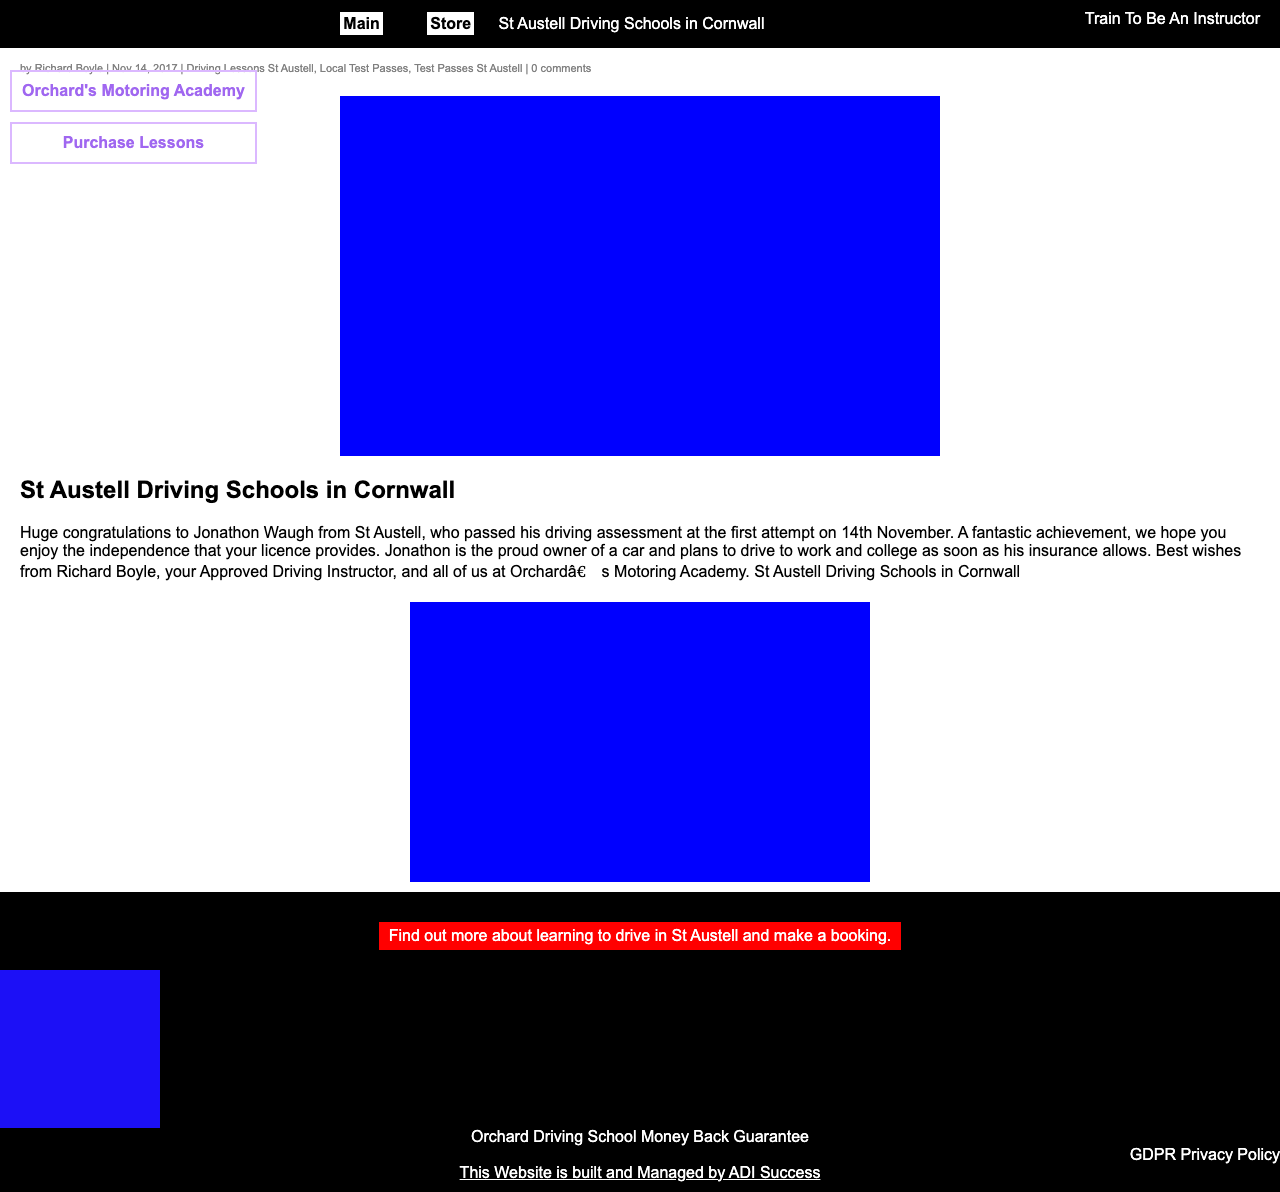 Main Store St Austell Driving Schools in Cornwall Train To Be An Instructor
by Richard Boyle | Nov 14, 2017 | Driving Lessons St Austell, Local Test Passes, Test Passes St Austell | 0 comments
Orchard's Motoring Academy
Purchase Lessons
St Austell Driving Schools in Cornwall
Huge congratulations to Jonathon Waugh from St Austell, who passed his driving assessment at the first attempt on 14th November. A fantastic achievement, we hope you
enjoy the independence that your licence provides. Jonathon is the proud owner of a car and plans to drive to work and college as soon as his insurance allows. Best wishes
from Richard Boyle, your Approved Driving Instructor, and all of us at Orchardâ€ s Motoring Academy. St Austell Driving Schools in Cornwall
Find out more about learning to drive in St Austell and make a booking.
Orchard Driving School Money Back Guarantee
GDPR Privacy Policy
This Website is built and Managed by ADI Success